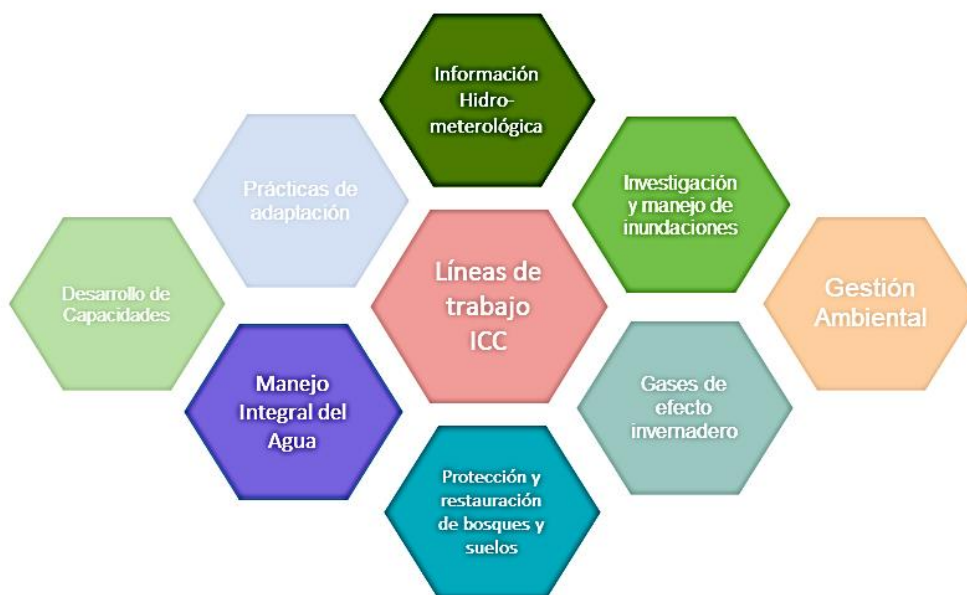 Información
Hidro-
meterológica
Prácticas de
adaptación
Investigación
y manejo de
inundaciones
Desarrollo de
Capacidades
Líneas de
trabajo
ICC
Gestión
Ambiental
Manejo
Integral del
Agua
Gases de
efecto
invernadero
Protección y
restauración
de bosques y
suelos